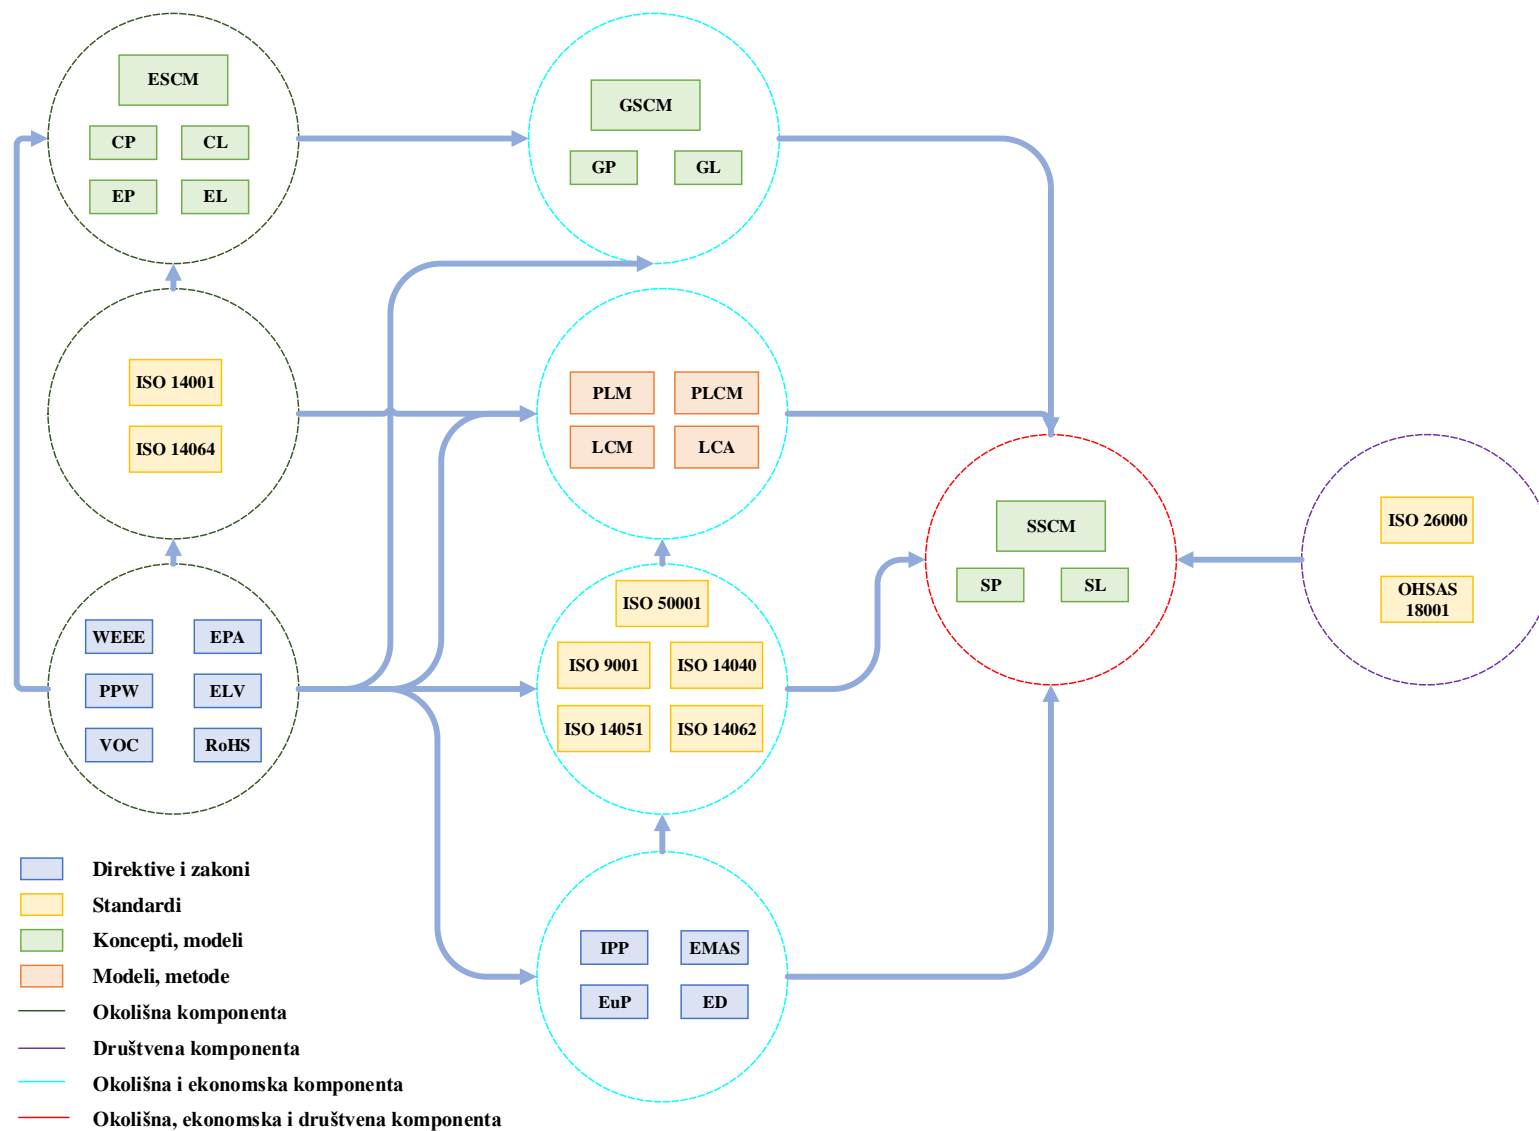 ESCM
CP
CL
EP
EL
GSCM
GP
GL
ISO 14001
ISO 14064
PLM
PLCM
LCM
LCA
SSCM
SP
SL
ISO 26000
OHSAS
18001
WEEE
EPA
PPW
ELV
VOC
RoHS
ISO 50001
ISO 9001
ISO 14040
ISO 14051
ISO 14062
IPP
EMAS
EuP
ED
Direktive i zakoni
Standardi
Koncepti, modeli
Modeli, metode
Okolišna komponenta
Društvena komponenta
Okolišna i ekonomska komponenta
Okolišna, ekonomska i društvena komponenta